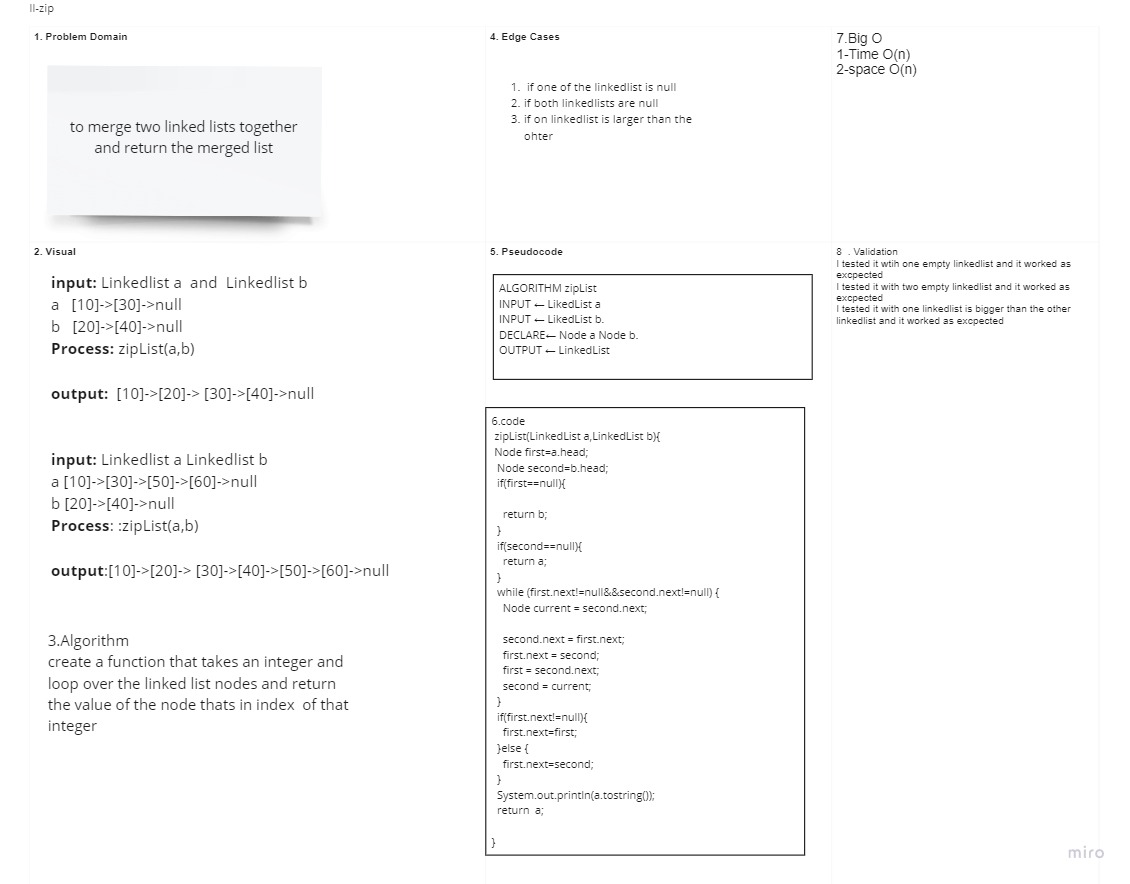 ll-zip
1. Problem Domain
to merge two linked lists together
and return the merged list
4. Edge Cases
1. if one of the linkedlist is null
2. if both linkedlists are null
3. if on linkedlist is larger than the
ohter
7.Big O
1-Time O(n)
2-space O(n)
2. Visual
input: Linkedlist a and Linkedlist b
a [10]->[30]->null
b [20]->[40]->null
Process: zipList(a,b)
output: [10]->[20]-> [30]->[40]->null
input: Linkedlist a Linkedlist b
a [10]->[30]->[50]->[60]->null
b [20]->[40]->null
Process: :zipList(a,b)
output:[10]->[20]-> [30]->[40]->[50]->[60]->null
3.Algorithm
create a function that takes an integer and
loop over the linked list nodes and return
the value of the node thats in index of that
integer
5. Pseudocode
ALGORITHM zipList
INPUT ← LikedList a
INPUT ← LikedList b.
DECLARE← Node a Node b.
OUTPUT ← LinkedList
6.code
zipList(LinkedList a,LinkedList b){
Node first=a.head;
Node second=b.head;
if(first==null){
return b;
}
if(second==null){
return a;
}
while (first.next!=null&&second.next!=null) {
Node current = second.next;
second.next = first.next;
first.next = second;
first = second.next;
second = current;
}
if(first.next!=null){
first.next=first;
}else {
first.next=second;
}
System.out.println(a.tostring());
return a;
}
8 . Validation
I tested it wtih one empty linkedlist and it worked as
excpected
I tested it with two empty linkedlist and it worked as
excpected
I tested it with one linkedlist is bigger than the other
linkedlist and it worked as excpected
miro